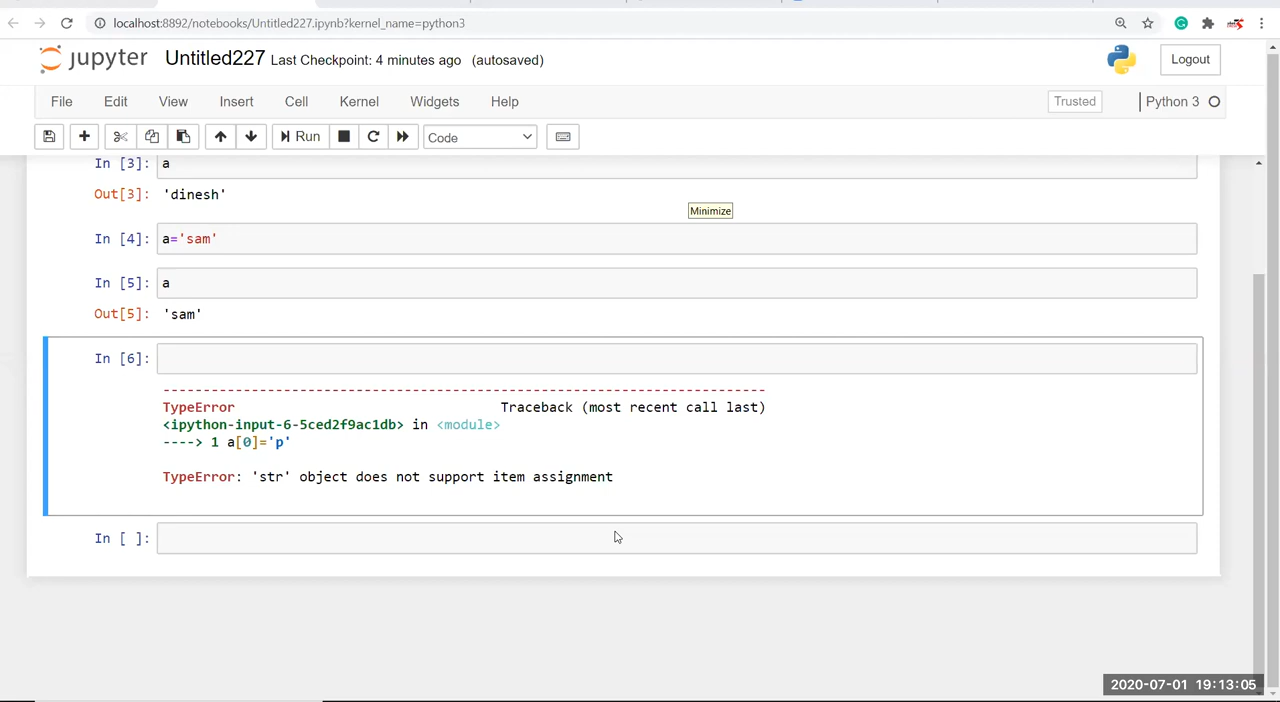 localhost:8892/notebooks/Untitled227.ipynb?kernel_name=python3
jupyter Untitled227 Last Checkpoint: 4 minutes ago (autosaved)
Logout
File Edit View Insert Cell Kernel Widgets Help
Trusted
Python 3
Run
Code
In [3]: a
Out[3]: 'dinesh'
Minimize
In [4]: a='sam'
In [5]: a
Out[5]: 'sam'
In [6]:
---------------------------------------------------------------------------
TypeError Traceback (most recent call last)
<ipython-input-6-5ced2f9ac1db> in <module>
----> 1 a[0]='p'
TypeError: 'str' object does not support item assignment
In [ ]:
2020-07-01 19:13:05